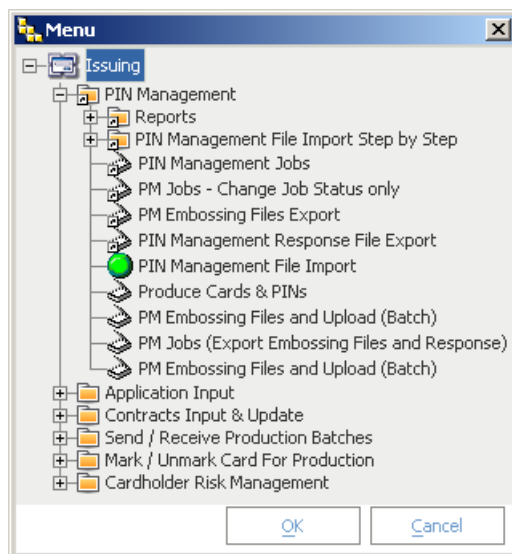 Menu
Issuing
PIN Management
Reports
PIN Management File Import Step by Step
PIN Management Jobs
PM Jobs - Change Job Status only
PM Embossing Files Export
PIN Management Response File Export
PIN Management File Import
Produce Cards & PINs
PM Embossing Files and Upload (Batch)
PM Jobs (Export Embossing Files and Response)
PM Embossing Files and Upload (Batch)
Application Input
Contracts Input & Update
Send / Receive Production Batches
Mark / Unmark Card For Production
Cardholder Risk Management
OK Cancel